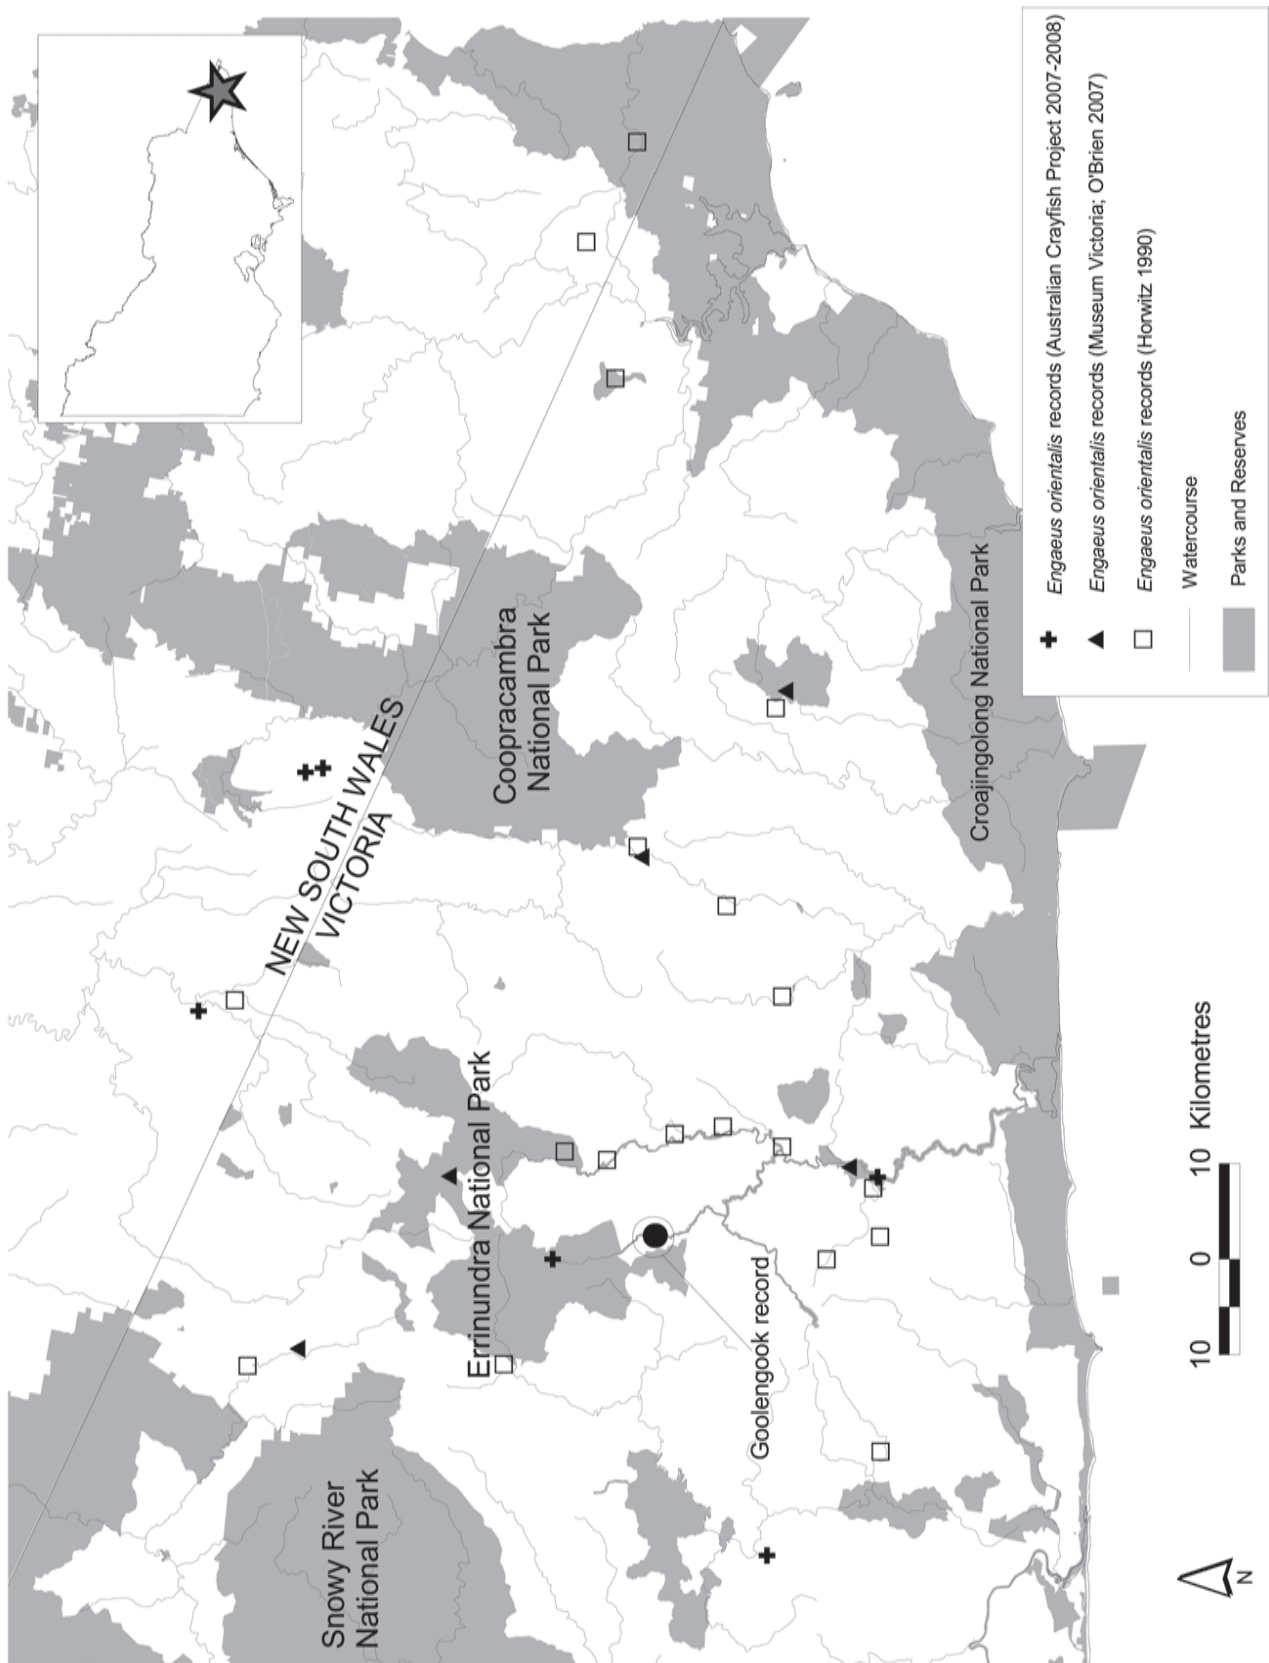 NEW SOUTH WALES
VICTORIA
Snowy River
National Park
Errinundra National Park
Coopracambra
National Park
Croajingolong National Park
Goolengook record
Engaeus orientalis records (Australian Crayfish Project 2007-2008)
Engaeus orientalis records (Museum Victoria; O'Brien 2007)
Engaeus orientalis records (Horwitz 1990)
Watercourse
Parks and Reserves
10 0 10 Kilometres
N